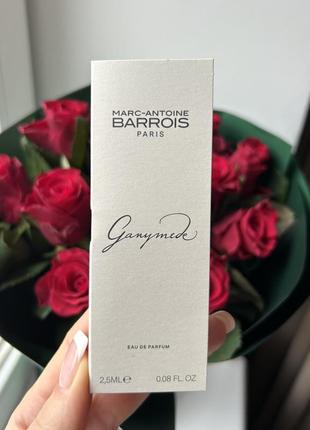 MARC-ANTOINE
BARROIS
PARIS
Ganymede
EAU DE PARFUM
2,5ML℮ 0.08 FL. OZ